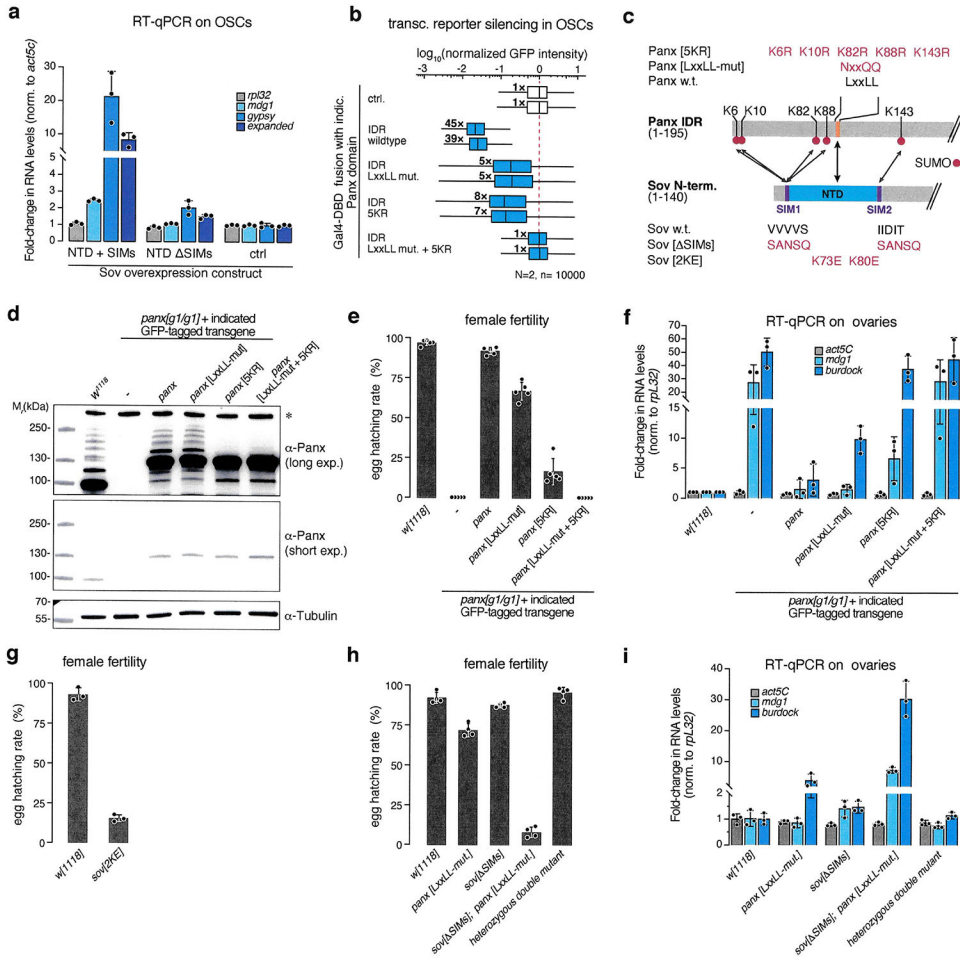 a
RT-qPCR on OSCs
Fold-change in RNA levels (norm. to act5c)
30
20
10
5
4
3
2
1
0
rpl32
mdg1
gypsy
expanded
NTD + SIMs
NTD ΔSIMs
ctrl
Sov overexpression construct
b
transc. reporter silencing in OSCs
log10(normalized GFP intensity)
-3 -2 -1 0 1
Gal4-DBD fusion with indic. Panx domain
ctrl.
1×
1×
IDR wildtype
45×
39×
IDR LxxLL mut.
5×
5×
IDR 5KR
8×
7×
IDR LxxLL mut. + 5KR
1×
1×
N=2, n= 10000
c
Panx [5KR] K6R K10R K82R K88R K143R
Panx [LxxLL-mut] NxxQQ
Panx w.t. LxxLL
K6 K10 K82 K88 K143
Panx IDR
(1-195)
SUMO
Sov N-term.
(1-140)
NTD
SIM1 SIM2
Sov w.t. VVVVS IIDIT
Sov [ΔSIMs] SANSQ SANSQ
Sov [2KE] K73E K80E
d
panx[g1/g1] + indicated
GFP-tagged transgene
w1118
-
panx
panx [LxxLL-mut]
panx [5KR]
panx [LxxLL-mut + 5KR]
Mr(kDa)
250-
130-
100-
*
α-Panx
(long exp.)
250-
130-
100-
α-Panx
(short exp.)
70-
55-
α-Tubulin
e
female fertility
egg hatching rate (%)
100
75
50
25
0
w[1118]
-
panx
panx [LxxLL-mut]
panx [5KR]
panx [LxxLL-mut + 5KR]
panx[g1/g1] + indicated
GFP-tagged transgene
f
RT-qPCR on ovaries
Fold-change in RNA levels
(norm. to rpL32)
70
60
50
40
30
20
15
10
5
0
act5C
mdg1
burdock
w[1118]
-
panx
panx [LxxLL-mut]
panx [5KR]
panx [LxxLL-mut + 5KR]
panx[g1/g1] + indicated
GFP-tagged transgene
g
female fertility
egg hatching rate (%)
100
75
50
25
0
w[1118]
sov[2KE]
h
female fertility
egg hatching rate (%)
100
75
50
25
0
w[1118]
panx [LxxLL-mut.]
sov[ΔSIMs]
sov[ΔSIMs]; panx [LxxLL-mut.]
heterozygous double mutant
i
RT-qPCR on ovaries
Fold-change in RNA levels
(norm. to rpL32)
40
30
20
10
2
1
0
act5C
mdg1
burdock
w[1118]
panx [LxxLL-mut.]
sov[ΔSIMs]
sov[ΔSIMs]; panx [LxxLL-mut.]
heterozygous double mutant